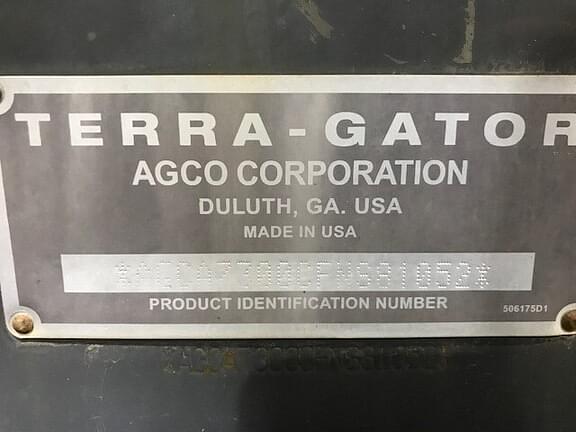 TERRA-GATOR
AGCO CORPORATION
DULUTH, GA. USA
MADE IN USA
PRODUCT IDENTIFICATION NUMBER
506175D1